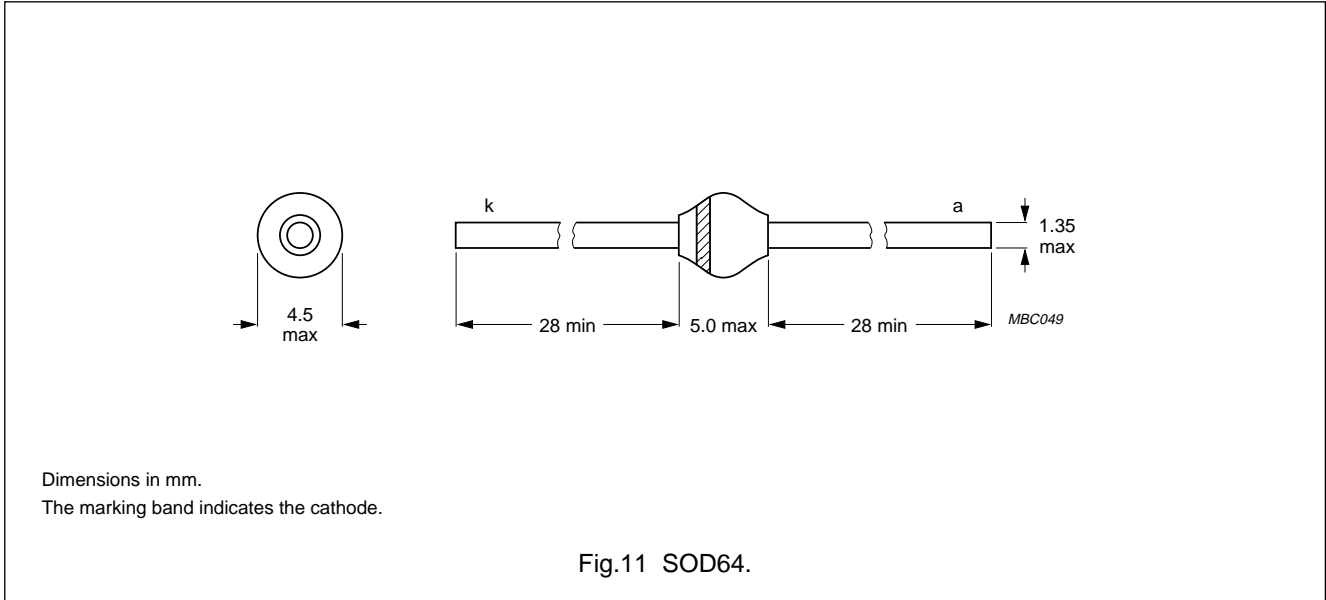 k
a
1.35
max
4.5
max
28 min
5.0 max
28 min
MBC049
Dimensions in mm.
The marking band indicates the cathode.
Fig.11 SOD64.